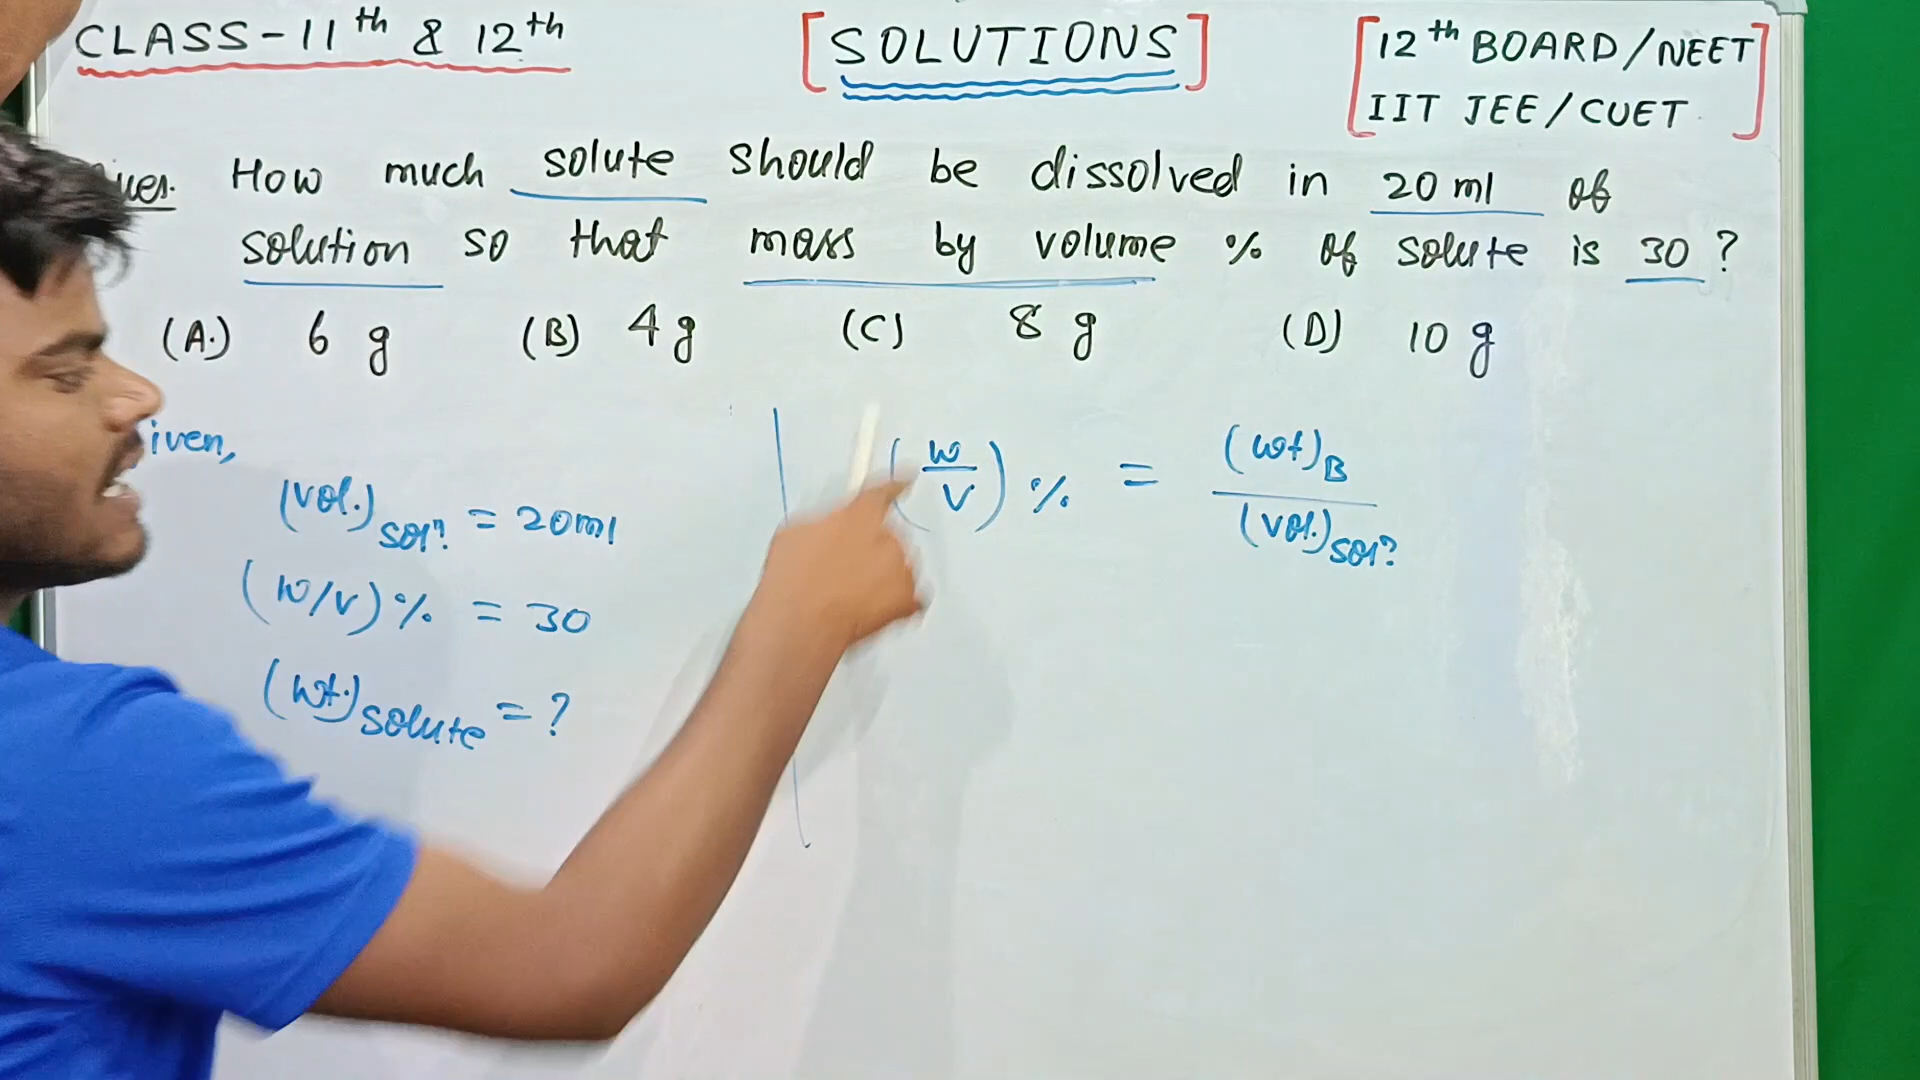 CLASS-11th & 12th
[SOLUTIONS]
[12th BOARD/NEET
IIT JEE/CUET]
How much solute should be dissolved in 20 ml of
solution so that mass by volume % of solute is 30 ?
(A.) 6 g (B) 4 g (C) 8 g (D) 10 g
iven,
(vol.)soln = 20ml
(w/v)% = 30
(wt.)solute = ?
(w/v)% = (wt)B/(vol.)soln